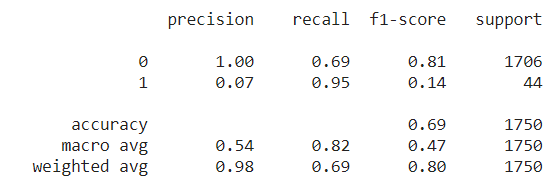 precision recall f1-score support
0 1.00 0.69 0.81 1706
1 0.07 0.95 0.14 44
accuracy 0.69 1750
macro avg 0.54 0.82 0.47 1750
weighted avg 0.98 0.69 0.80 1750